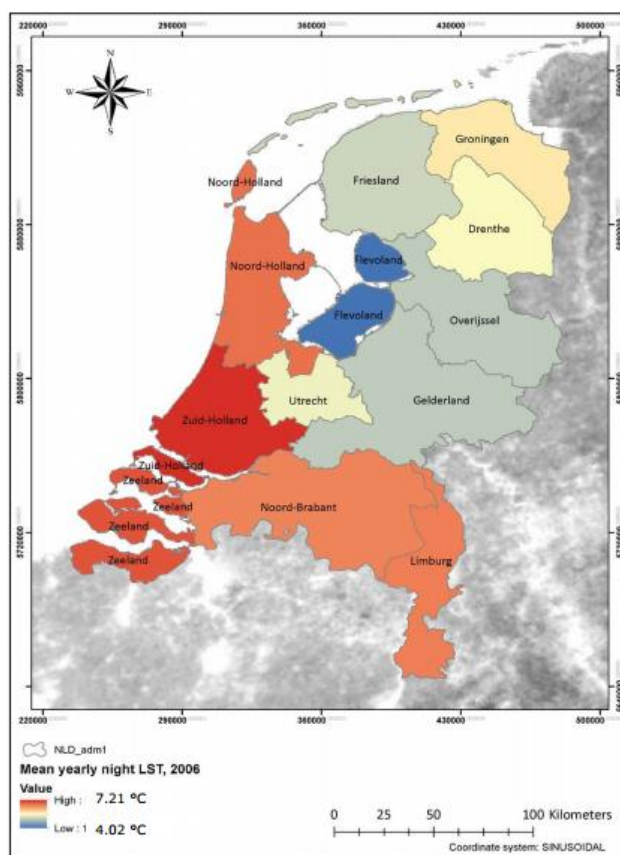 220000 290000 360000 430000 500000
N
W E
S
Groningen
Noord-Holland
Friesland
Drenthe
Flevoland
Noord-Holland
Flevoland
Overijssel
Utrecht
Gelderland
Zuid-Holland
Zuid-Holland
Zeeland
Zeeland
Noord-Brabant
Zeeland
Zeeland
Limburg
220000 290000 360000 430000 500000
NLD_adm1
Mean yearly night LST, 2006
Value
High : 7.21 °C
Low : 1 4.02 °C
0 25 50 100 Kilometers
Coordinate system: SINUSOIDAL